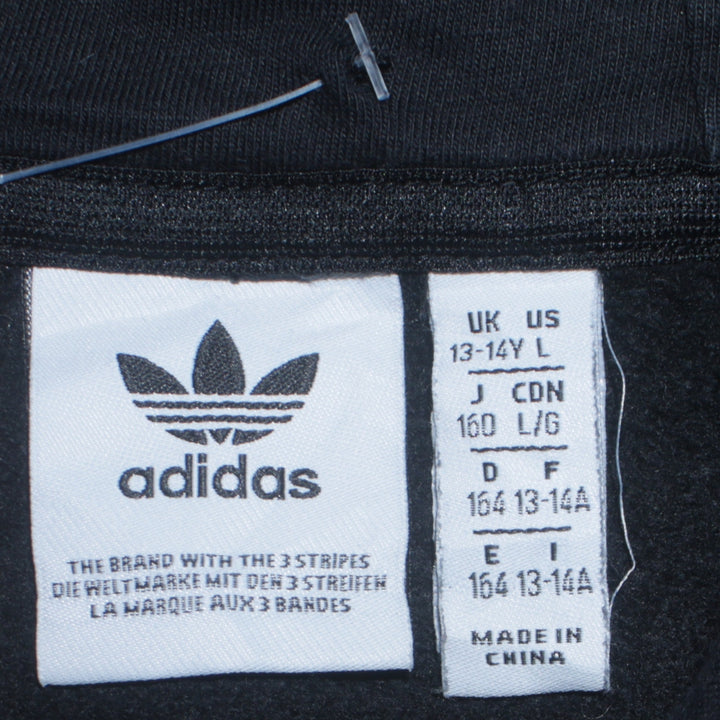 adidas
THE BRAND WITH THE 3 STRIPES
DIE WELTMARKE MIT DEN 3 STREIFEN
LA MARQUE AUX 3 BANDES
UK US
13-14Y L
J CDN
160 L/G
D F
164 13-14A
E I
164 13-14A
MADE IN
CHINA